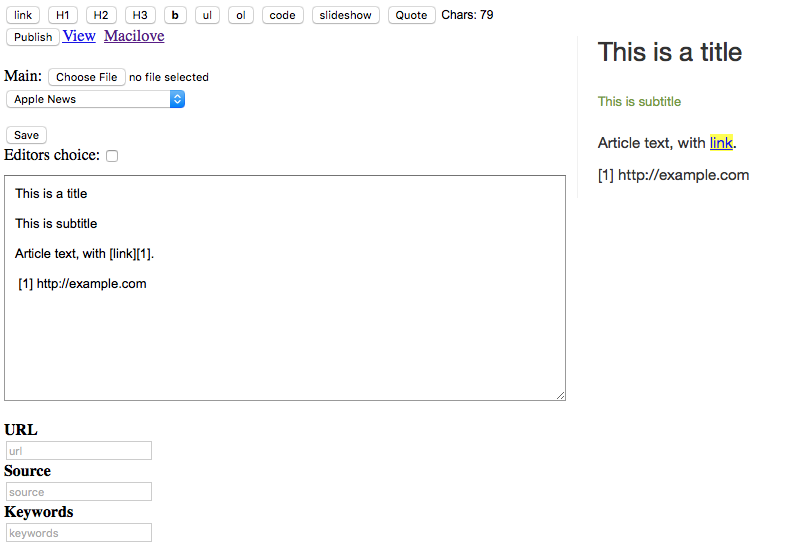 link H1 H2 H3 b ul ol code slideshow Quote Chars: 79
Publish View Macilove
Main: Choose File no file selected
Apple News
Save
Editors choice:
This is a title
This is subtitle
Article text, with [link][1].
[1] http://example.com
URL
url
Source
source
Keywords
keywords
This is a title
This is subtitle
Article text, with link.
[1] http://example.com